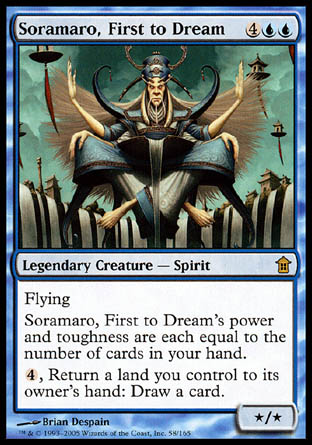 Soramaro, First to Dream 4
Legendary Creature — Spirit
Flying
Soramaro, First to Dream's power
and toughness are each equal to the
number of cards in your hand.
4, Return a land you control to its
owner's hand: Draw a card.
Brian Despain
™ & © 1993–2005 Wizards of the Coast, Inc. 58/165
*/*